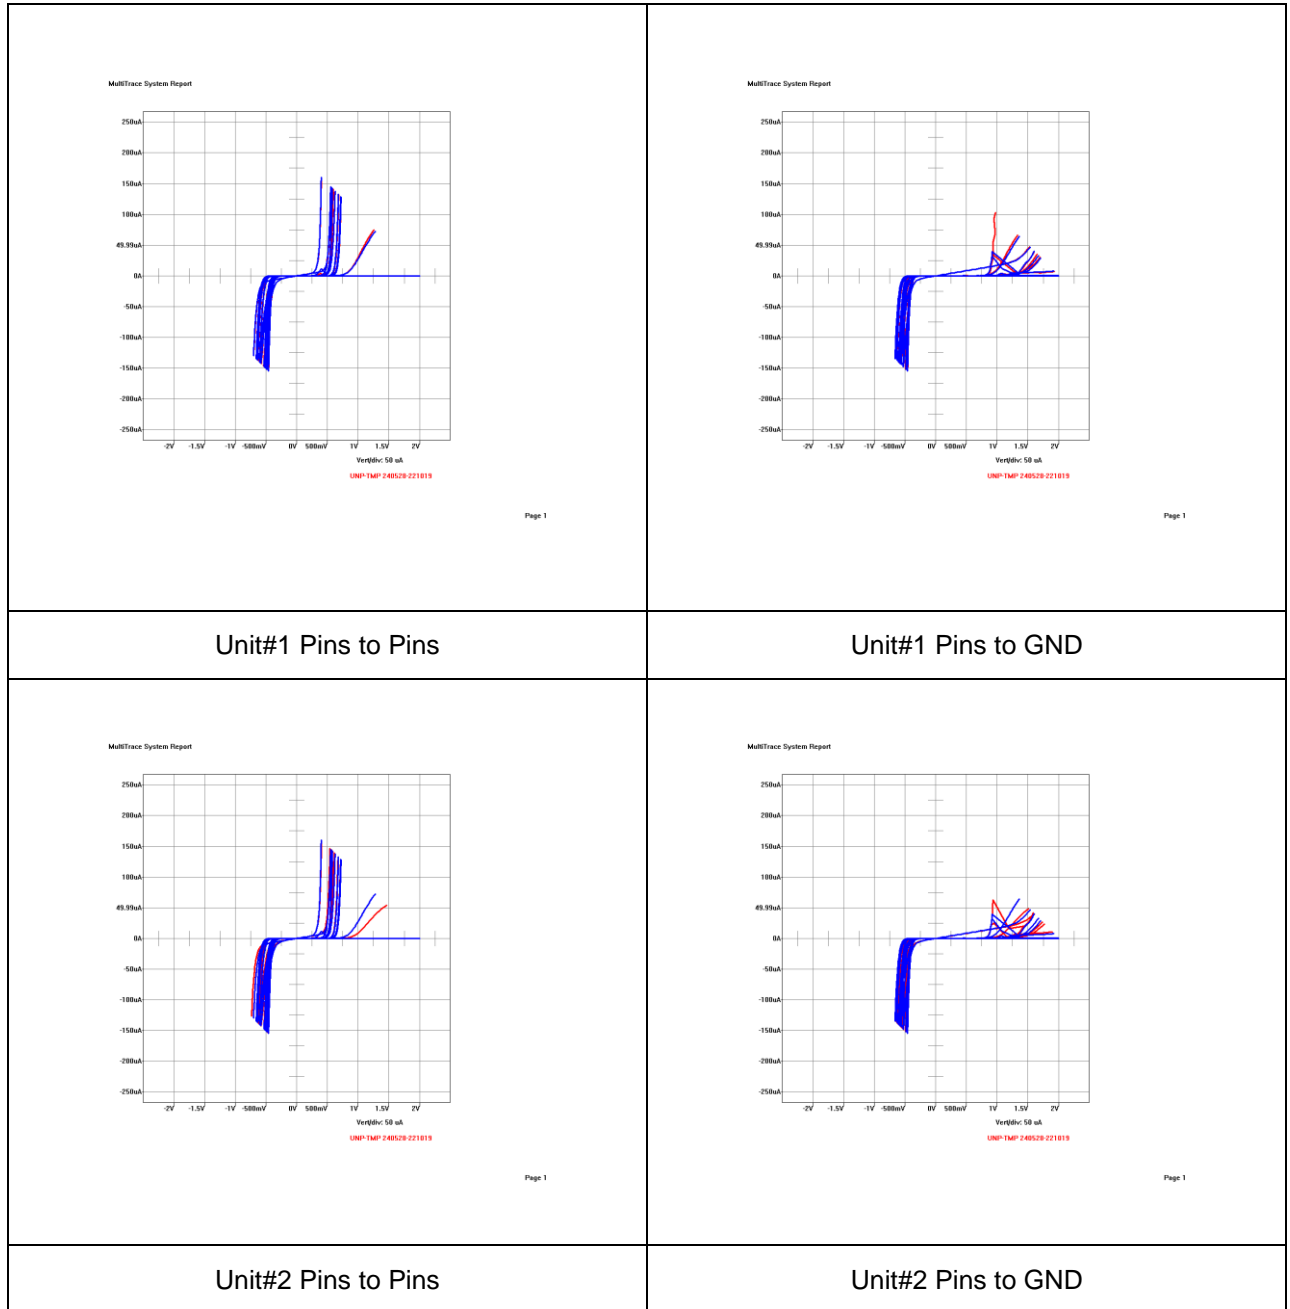 MultiTrace System Report
250uA
200uA
150uA
100uA
49.99uA
0A
-50uA
-100uA
-150uA
-200uA
-250uA
-2V -1.5V -1V -500mV 0V 500mV 1V 1.5V 2V
Vert/div: 50 uA
UNP-TMP 240528-221019
Page 1
MultiTrace System Report
250uA
200uA
150uA
100uA
49.99uA
0A
-50uA
-100uA
-150uA
-200uA
-250uA
-2V -1.5V -1V -500mV 0V 500mV 1V 1.5V 2V
Vert/div: 50 uA
UNP-TMP 240528-221019
Page 1
Unit#1 Pins to Pins
Unit#1 Pins to GND
MultiTrace System Report
250uA
200uA
150uA
100uA
49.99uA
0A
-50uA
-100uA
-150uA
-200uA
-250uA
-2V -1.5V -1V -500mV 0V 500mV 1V 1.5V 2V
Vert/div: 50 uA
UNP-TMP 240528-221019
Page 1
MultiTrace System Report
250uA
200uA
150uA
100uA
49.99uA
0A
-50uA
-100uA
-150uA
-200uA
-250uA
-2V -1.5V -1V -500mV 0V 500mV 1V 1.5V 2V
Vert/div: 50 uA
UNP-TMP 240528-221019
Page 1
Unit#2 Pins to Pins
Unit#2 Pins to GND